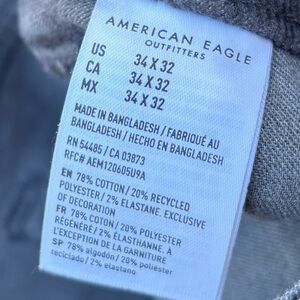 AMERICAN EAGLE
OUTFITTERS
US 34 X 32
CA 34 X 32
MX 34 X 32
MADE IN BANGLADESH / FABRIQUÉ AU
BANGLADESH / HECHO EN BANGLADESH
RN 54485 / CA 03873
RFC# AEM120605U9A
EN 78% COTTON / 20% RECYCLED
POLYESTER / 2% ELASTANE. EXCLUSIVE
OF DECORATION
FR 78% COTON / 20% POLYESTER
RÉGÉNÉRÉ / 2% ÉLASTHANNE. À
L'EXCEPTION DE LA GARNITURE
SP 78% algodón / 20% poliéster
reciclado / 2% elastano